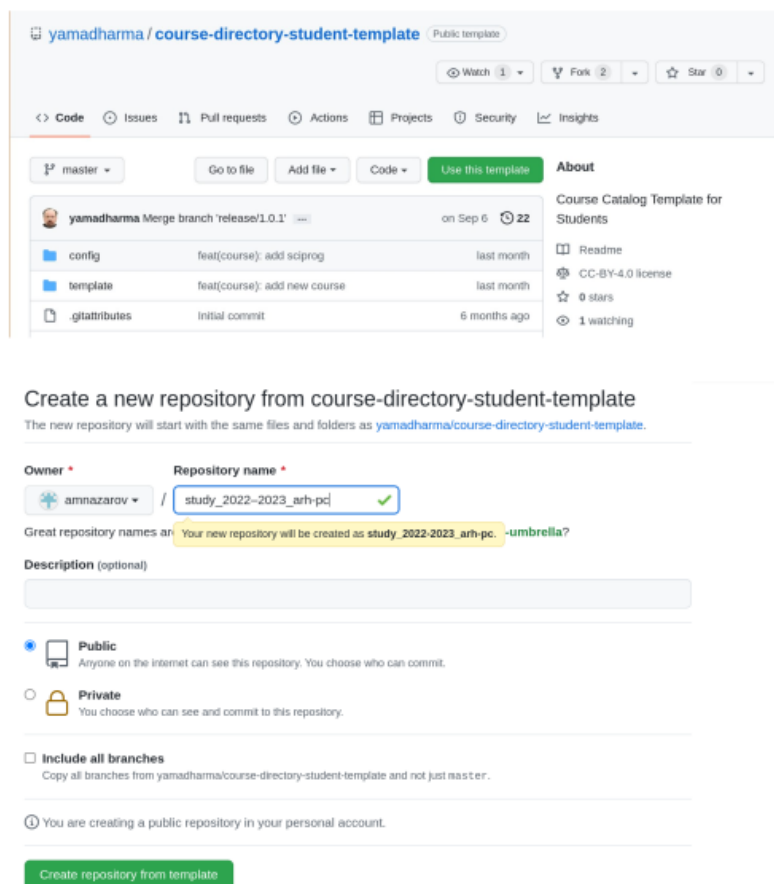 yamadharma / course-directory-student-template Public template
Watch 1 Fork 2 Star 0
Code Issues Pull requests Actions Projects Security Insights
master Go to file Add file Code Use this template
About
Course Catalog Template for
Students
yamadharma Merge branch 'release/1.0.1' ... on Sep 6 22
config feat(course): add sciprog last month
template feat(course): add new course last month
.gitattributes Initial commit 6 months ago
Readme
CC-BY-4.0 license
0 stars
1 watching
Create a new repository from course-directory-student-template
The new repository will start with the same files and folders as yamadharma/course-directory-student-template.
Owner * Repository name *
amnazarov / study_2022–2023_arh-pc
Great repository names ar
Your new repository will be created as study_2022-2023_arh-pc.
-umbrella?
Description (optional)
Public
Anyone on the internet can see this repository. You choose who can commit.
Private
You choose who can see and commit to this repository.
Include all branches
Copy all branches from yamadharma/course-directory-student-template and not just master.
You are creating a public repository in your personal account.
Create repository from template